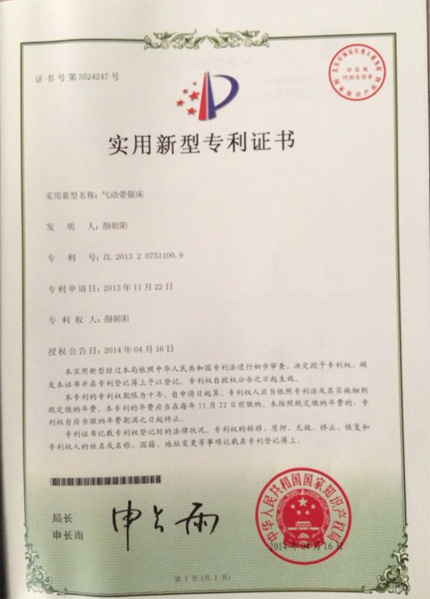 证书号第3524247号
实用新型专利证书
实用新型名称：气动带锯床
发明人：颜朝阳
专利号：ZL 2013 2 0751100.9
专利申请日：2013年11月22日
专利权人：颜朝阳
授权公告日：2014年04月16日
本实用新型经过本局依照中华人民共和国专利法进行初步审查，决定授予专利权，颁
发本证书并在专利登记簿上予以登记。专利权自授权公告之日起生效。
本专利的专利权期限为十年，自申请日起算。专利权人应当依照专利法及其实施细则
规定缴纳年费。本专利的年费应当在每年11月22日前缴纳。未按照规定缴纳年费的，专利
权自应当缴纳年费期满之日起终止。
专利证书记载专利权登记时的法律状况。专利权的转移、质押、无效、终止、恢复和
专利权人的姓名或名称、国籍、地址变更等事项记载在专利登记簿上。
局长
申长雨
申长雨
中华人民共和国国家知识产权局
2014年04月16日
第1页(共1页)